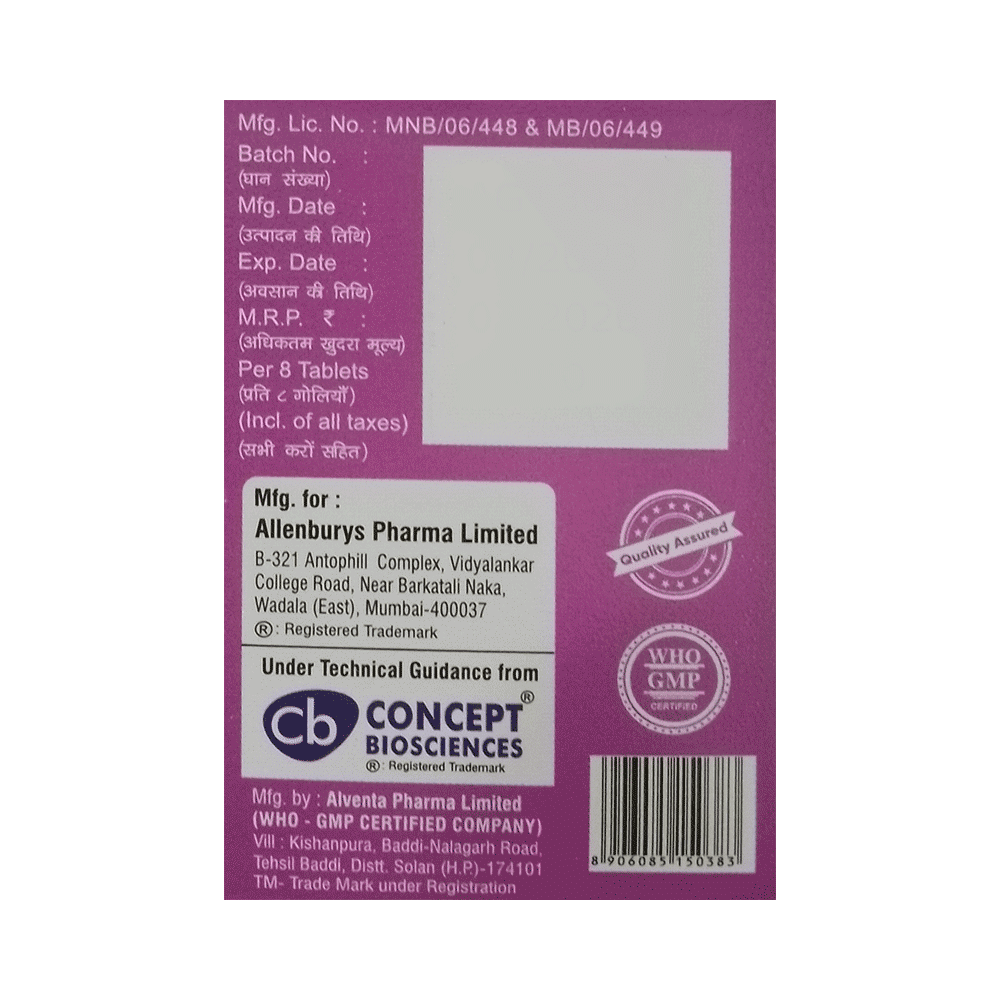 Mfg. Lic. No. : MNB/06/448 & MB/06/449
Batch No. :
(घान संख्या)
Mfg. Date :
(उत्पादन की तिथि)
Exp. Date :
(अवसान की तिथि)
M.R.P. ₹ :
(अधिकतम खुदरा मूल्य)
Per 8 Tablets
(प्रति ८ गोलियाँ)
(Incl. of all taxes)
(सभी करों सहित)
Mfg. for :
Allenburys Pharma Limited
B-321 Antophill Complex, Vidyalankar
College Road, Near Barkatali Naka,
Wadala (East), Mumbai-400037
® : Registered Trademark
Under Technical Guidance from
Cb CONCEPT®
BIOSCIENCES
® : Registered Trademark
Mfg. by : Alventa Pharma Limited
(WHO - GMP CERTIFIED COMPANY)
Vill : Kishanpura, Baddi-Nalagarh Road,
Tehsil Baddi, Distt. Solan (H.P.)-174101
TM- Trade Mark under Registration
Quality Assured
WHO
GMP
CERTIFIED
8 906085 150383